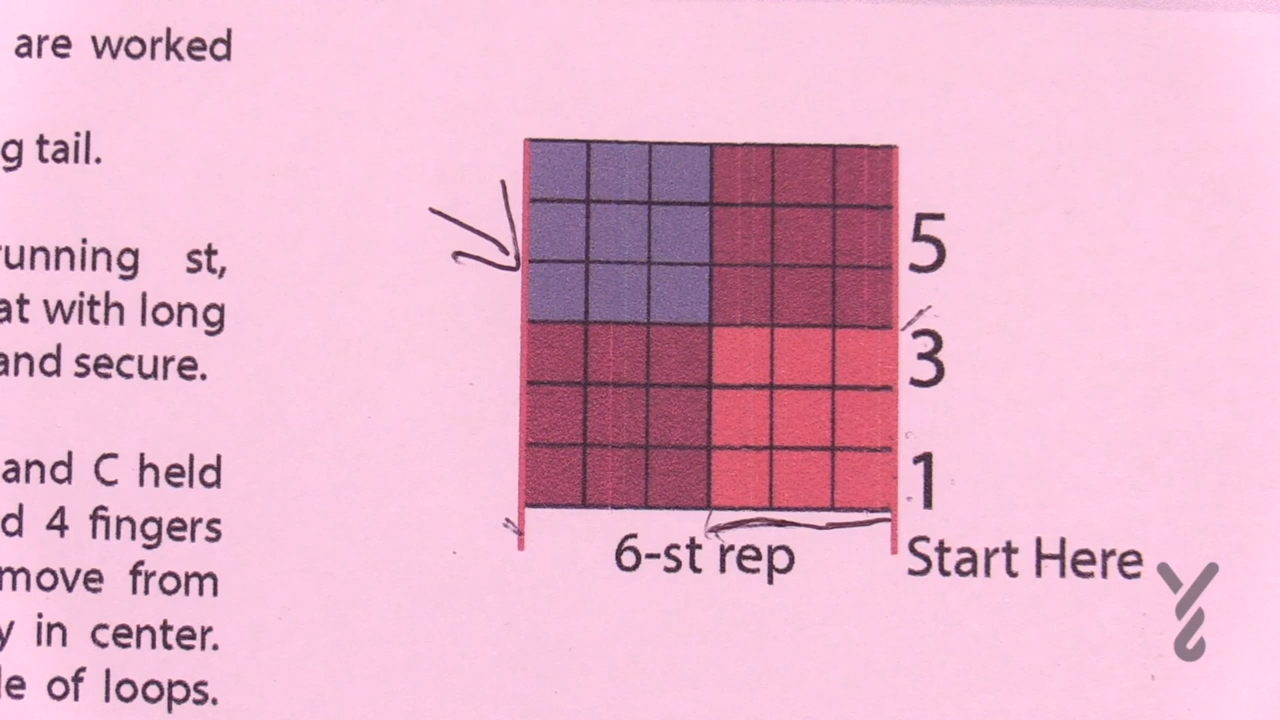 are worked
g tail.
running st,
at with long
and secure.
and C held
d 4 fingers
move from
y in center.
le of loops.
5
3
1
6-st rep
Start Here